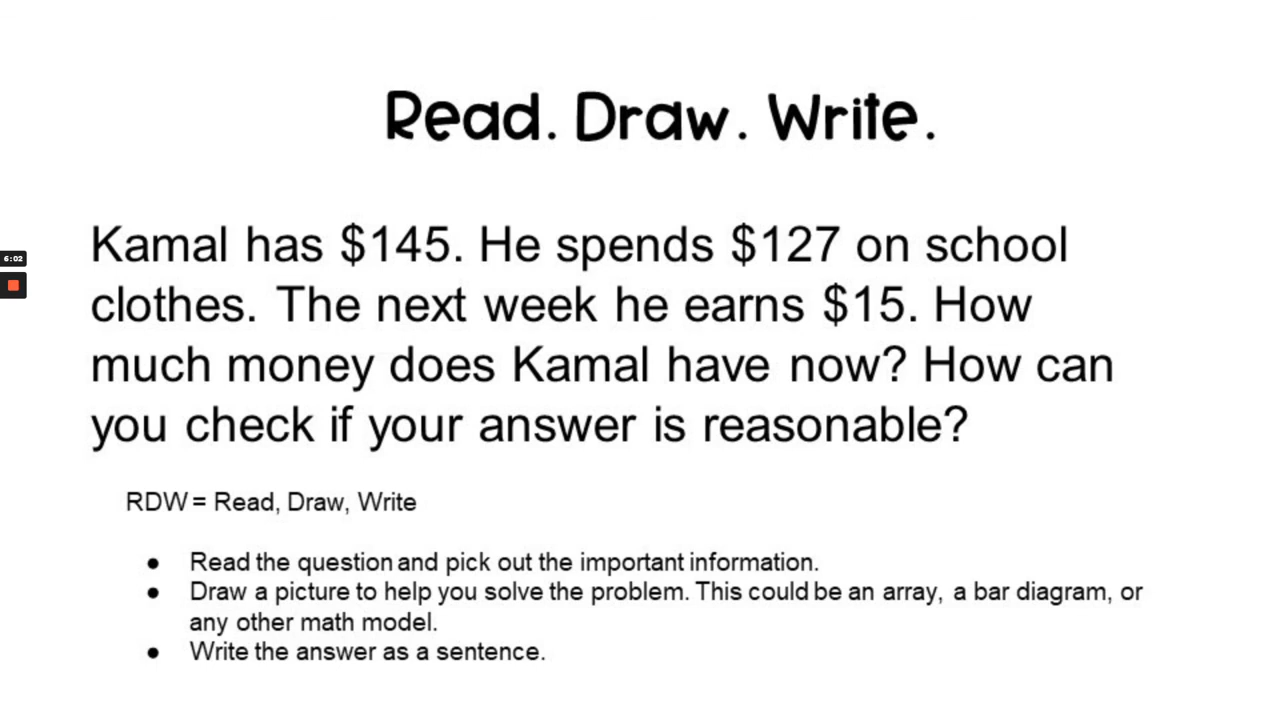 Read. Draw. Write.
Kamal has $145. He spends $127 on school
clothes. The next week he earns $15. How
much money does Kamal have now? How can
you check if your answer is reasonable?
6:02
RDW = Read, Draw, Write
● Read the question and pick out the important information.
● Draw a picture to help you solve the problem. This could be an array, a bar diagram, or
any other math model.
● Write the answer as a sentence.